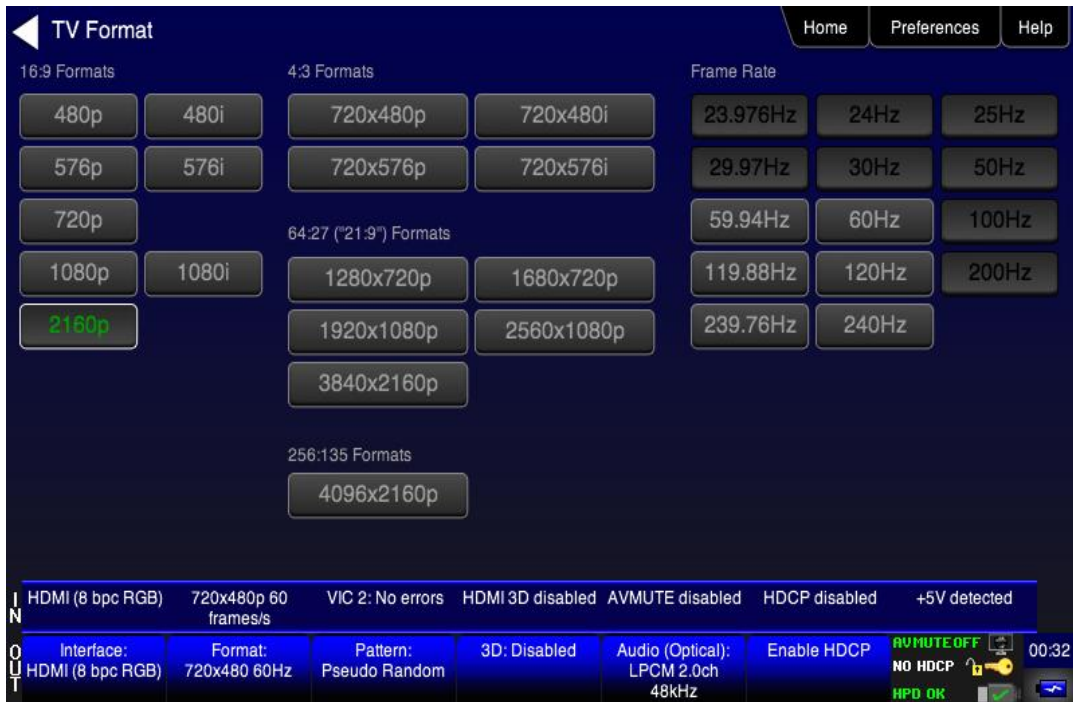 TV Format
Home Preferences Help
16:9 Formats
4:3 Formats
Frame Rate
480p 480i 720x480p 720x480i 23.976Hz 24Hz 25Hz
576p 576i 720x576p 720x576i 29.97Hz 30Hz 50Hz
720p 59.94Hz 60Hz 100Hz
64:27 ("21:9") Formats
1080p 1080i 1280x720p 1680x720p 119.88Hz 120Hz 200Hz
2160p 1920x1080p 2560x1080p 239.76Hz 240Hz
3840x2160p
256:135 Formats
4096x2160p
IN
HDMI (8 bpc RGB)
720x480p 60
frames/s
VIC 2: No errors
HDMI 3D disabled
AVMUTE disabled
HDCP disabled
+5V detected
OUT
Interface:
HDMI (8 bpc RGB)
Format:
720x480 60Hz
Pattern:
Pseudo Random
3D: Disabled
Audio (Optical):
LPCM 2.0ch
48kHz
Enable HDCP
AVMUTEOFF
NO HDCP
HPD OK
00:32